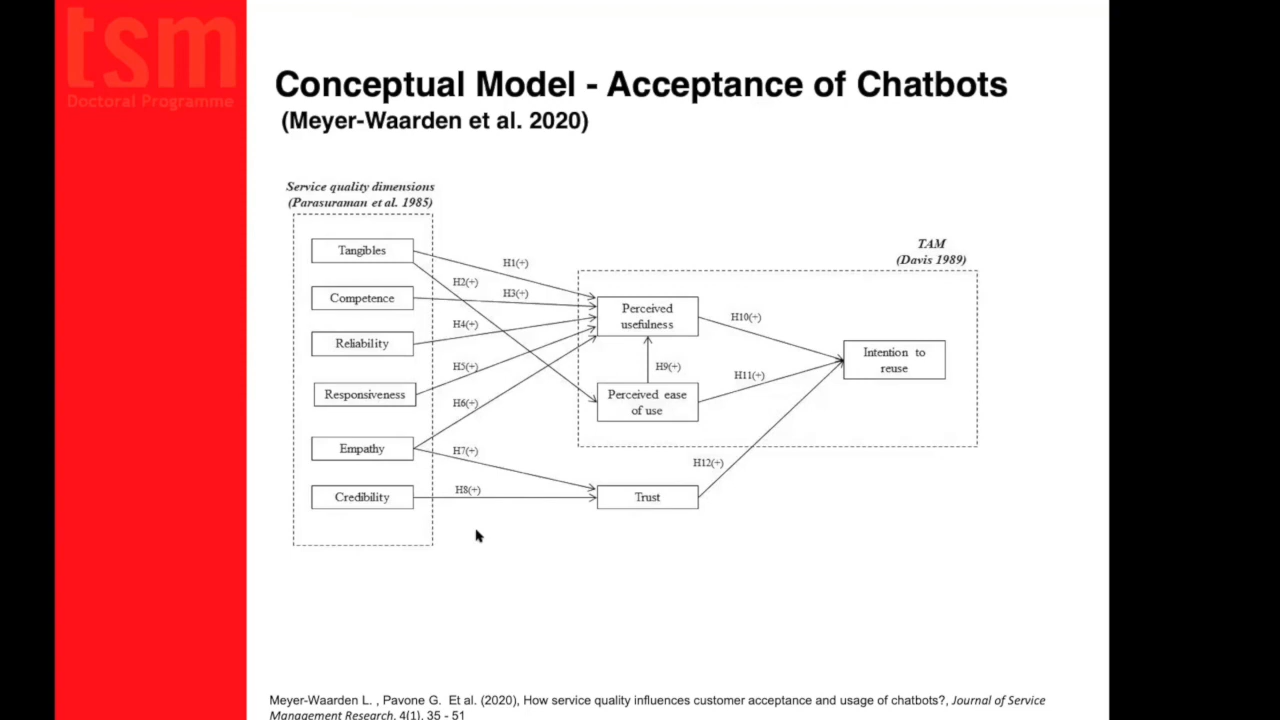 tsm
Doctoral Programme
Conceptual Model - Acceptance of Chatbots
(Meyer-Waarden et al. 2020)
Service quality dimensions
(Parasuraman et al. 1985)
TAM
(Davis 1989)
Tangibles
Competence
Reliability
Responsiveness
Empathy
Credibility
H1(+)
H2(+)
H3(+)
H4(+)
H5(+)
H6(+)
H7(+)
H8(+)
Perceived
usefulness
H9(+)
Perceived ease
of use
Trust
H10(+)
H11(+)
H12(+)
Intention to
reuse
Meyer-Waarden L. , Pavone G. Et al. (2020), How service quality influences customer acceptance and usage of chatbots?, Journal of Service
Management Research, 4(1), 35 - 51